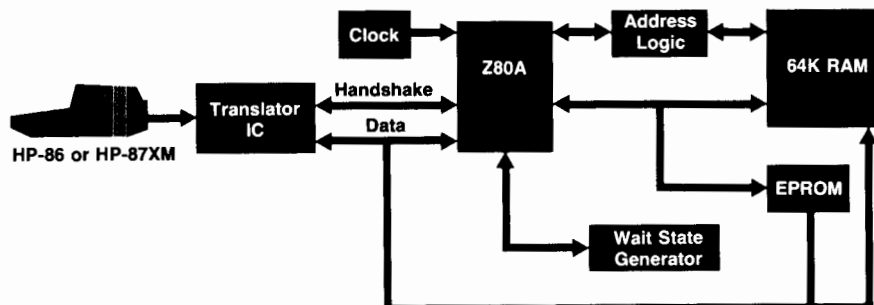 Clock
Z80A
Address
Logic
64K RAM
Handshake
Translator
IC
Data
HP-86 or HP-87XM
EPROM
Wait State
Generator